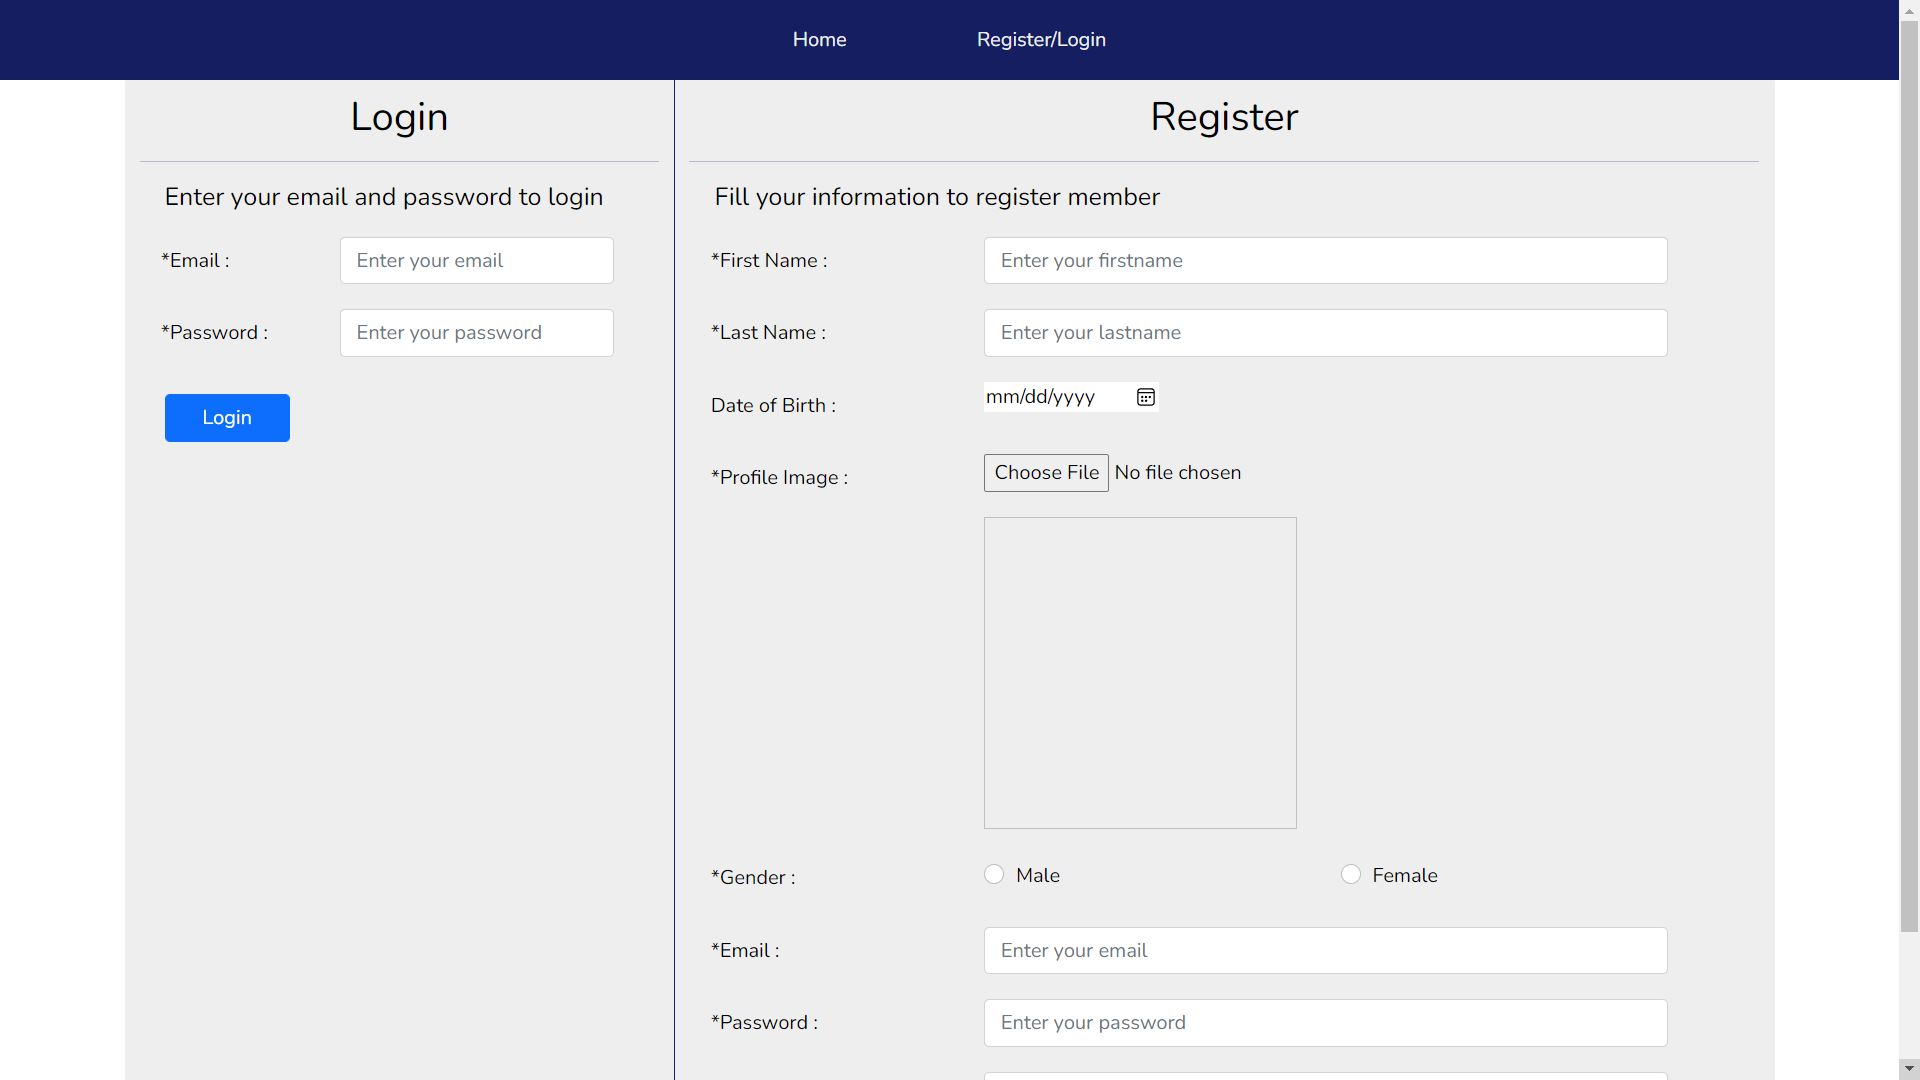 Home Register/Login
Login
Enter your email and password to login
*Email : Enter your email
*Password : Enter your password
Login
Register
Fill your information to register member
*First Name : Enter your firstname
*Last Name : Enter your lastname
Date of Birth : mm/dd/yyyy
*Profile Image : Choose File No file chosen
*Gender : Male Female
*Email : Enter your email
*Password : Enter your password